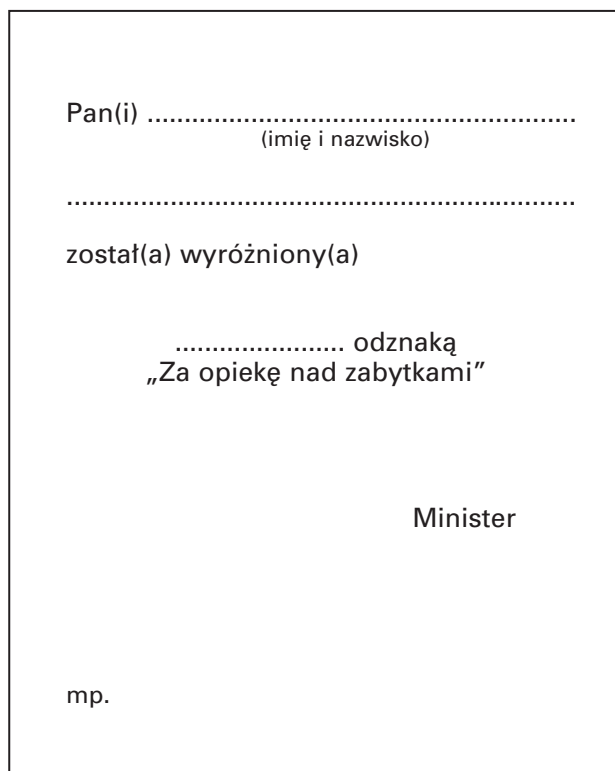 Pan(i) ..........................................................
(imię i nazwisko)
.....................................................................
został(a) wyróżniony(a)
....................... odznaką
„Za opiekę nad zabytkami”
Minister
mp.